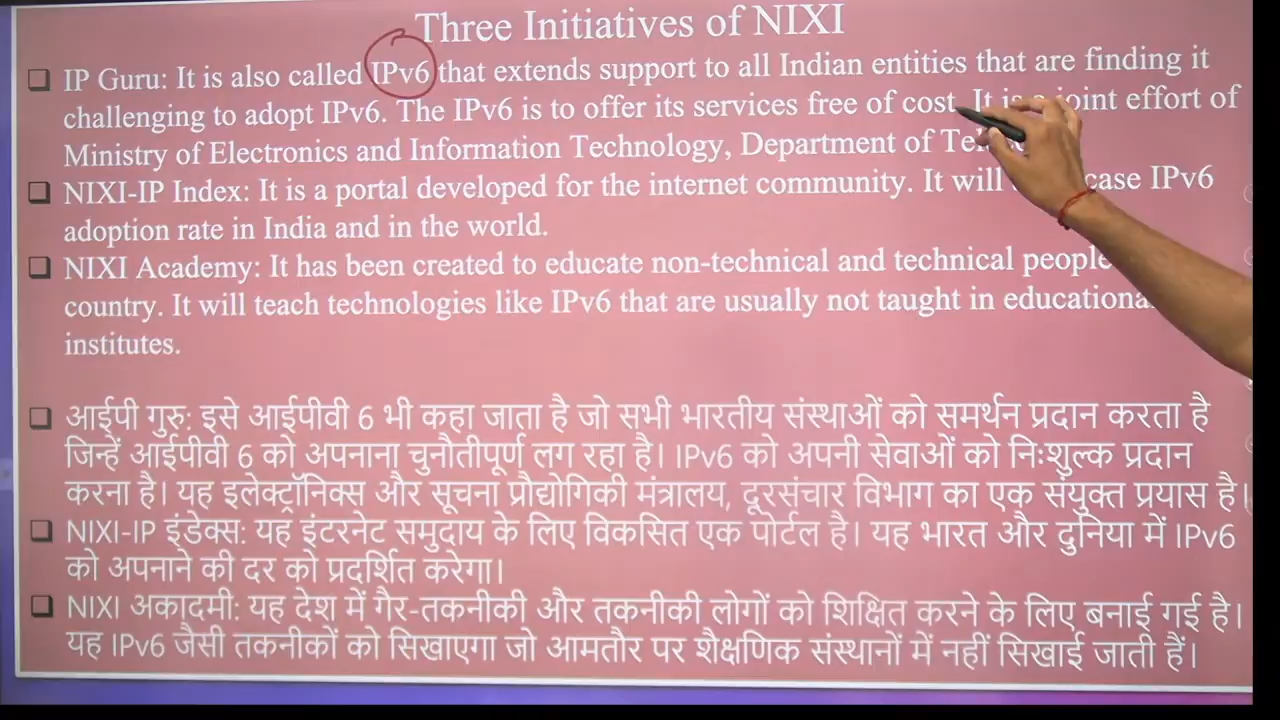 Three Initiatives of NIXI
IP Guru: It is also called IPv6 that extends support to all Indian entities that are finding it
challenging to adopt IPv6. The IPv6 is to offer its services free of cost. It is a joint effort of
Ministry of Electronics and Information Technology, Department of
NIXI-IP Index: It is a portal developed for the internet community. It will IPv6
adoption rate in India and in the world.
NIXI Academy: It has been created to educate non-technical and technical people
country. It will teach technologies like IPv6 that are usually not taught in educational
institutes.
आईपी गुरु: इसे आईपीवी 6 भी कहा जाता है जो सभी भारतीय संस्थाओं को समर्थन प्रदान करता है
जिन्हें आईपीवी 6 को अपनाना चुनौतीपूर्ण लग रहा है। IPv6 को अपनी सेवाओं को निःशुल्क प्रदान
करना है। यह इलेक्ट्रॉनिक्स और सूचना प्रौद्योगिकी मंत्रालय, दूरसंचार विभाग का एक संयुक्त प्रयास है।
NIXI-IP इंडेक्स: यह इंटरनेट समुदाय के लिए विकसित एक पोर्टल है। यह भारत और दुनिया में IPv6
को अपनाने की दर को प्रदर्शित करेगा।
NIXI अकादमी: यह देश में गैर-तकनीकी और तकनीकी लोगों को शिक्षित करने के लिए बनाई गई है।
यह IPv6 जैसी तकनीकों को सिखाएगा जो आमतौर पर शैक्षणिक संस्थानों में नहीं सिखाई जाती हैं।